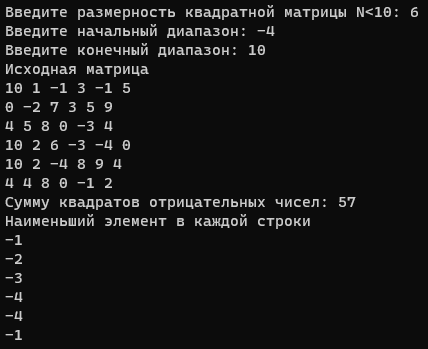 Введите размерность квадратной матрицы N<10: 6
Введите начальный диапазон: -4
Введите конечный диапазон: 10
Исходная матрица
10 1 -1 3 -1 5
0 -2 7 3 5 9
4 5 8 0 -3 4
10 2 6 -3 -4 0
10 2 -4 8 9 4
4 4 8 0 -1 2
Сумму квадратов отрицательных чисел: 57
Наименьший элемент в каждой строки
-1
-2
-3
-4
-4
-1